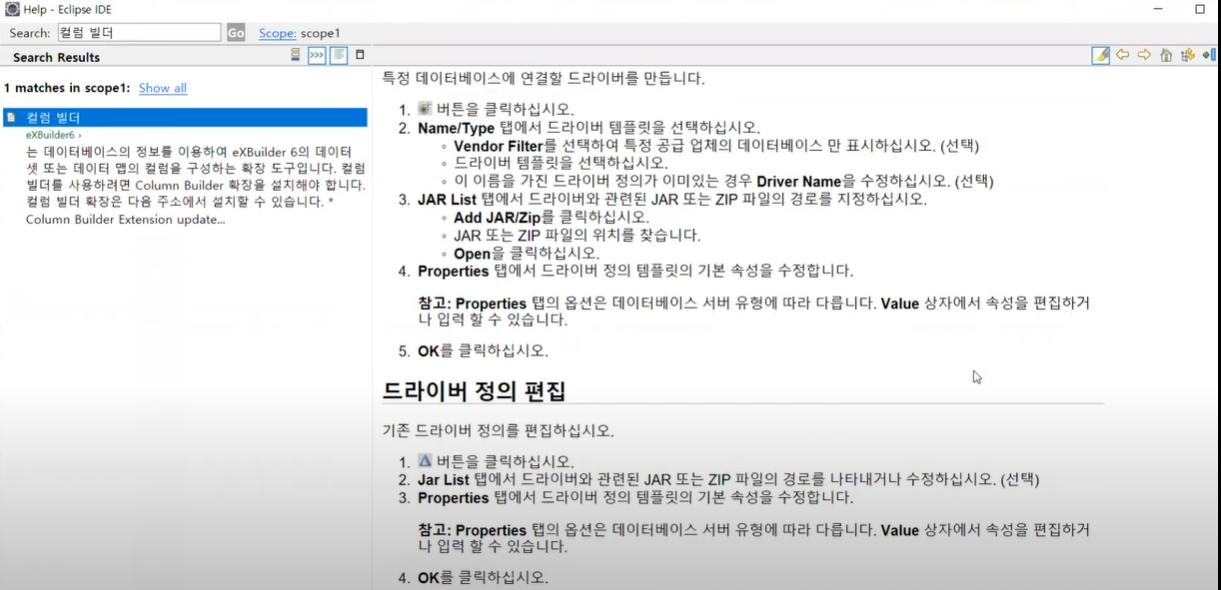 Help - Eclipse IDE
Search: 컬럼 빌더 Go Scope: scope1
Search Results
1 matches in scope1: Show all
컬럼 빌더
eXBuilder6 ›
는 데이터베이스의 정보를 이용하여 eXBuilder 6의 데이터
셋 또는 데이터 맵의 컬럼을 구성하는 확장 도구입니다. 컬럼
빌더를 사용하려면 Column Builder 확장을 설치해야 합니다.
컬럼 빌더 확장은 다음 주소에서 설치할 수 있습니다. *
Column Builder Extension update...
특정 데이터베이스에 연결할 드라이버를 만듭니다.
1. 버튼을 클릭하십시오.
2. Name/Type 탭에서 드라이버 템플릿을 선택하십시오.
◦ Vendor Filter를 선택하여 특정 공급 업체의 데이터베이스 만 표시하십시오. (선택)
◦ 드라이버 템플릿을 선택하십시오.
◦ 이 이름을 가진 드라이버 정의가 이미있는 경우 Driver Name을 수정하십시오. (선택)
3. JAR List 탭에서 드라이버와 관련된 JAR 또는 ZIP 파일의 경로를 지정하십시오.
◦ Add JAR/Zip를 클릭하십시오.
◦ JAR 또는 ZIP 파일의 위치를 찾습니다.
◦ Open을 클릭하십시오.
4. Properties 탭에서 드라이버 정의 템플릿의 기본 속성을 수정합니다.
참고: Properties 탭의 옵션은 데이터베이스 서버 유형에 따라 다릅니다. Value 상자에서 속성을 편집하거
나 입력 할 수 있습니다.
5. OK를 클릭하십시오.
드라이버 정의 편집
기존 드라이버 정의를 편집하십시오.
1. 버튼을 클릭하십시오.
2. Jar List 탭에서 드라이버와 관련된 JAR 또는 ZIP 파일의 경로를 나타내거나 수정하십시오. (선택)
3. Properties 탭에서 드라이버 정의 템플릿의 기본 속성을 수정합니다.
참고: Properties 탭의 옵션은 데이터베이스 서버 유형에 따라 다릅니다. Value 상자에서 속성을 편집하거
나 입력 할 수 있습니다.
4. OK를 클릭하십시오.